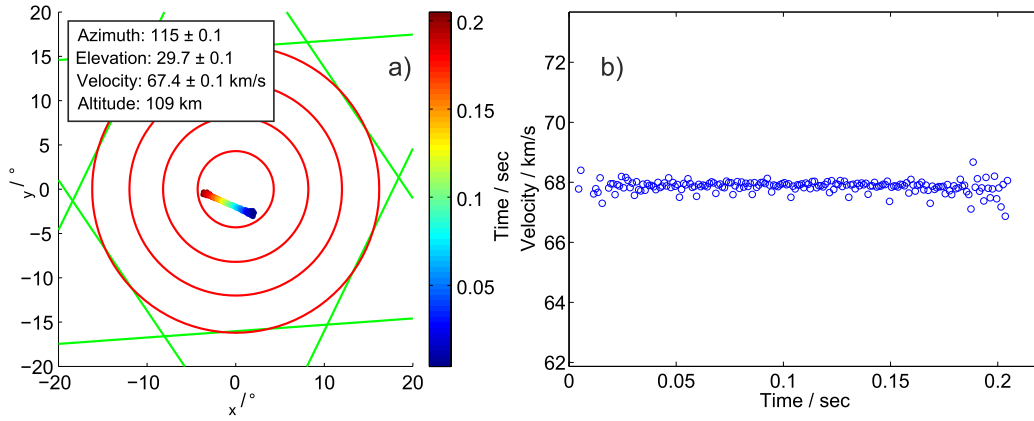 Azimuth: 115 ± 0.1
Elevation: 29.7 ± 0.1
Velocity: 67.4 ± 0.1 km/s
Altitude: 109 km
a)
20
15
10
5
0
−5
−10
−15
−20
y / °
−20
−10
0
10
20
x / °
0.2
0.15
0.1
0.05
Time / sec
b)
72
70
68
66
64
62
Velocity / km/s
0
0.05
0.1
0.15
0.2
Time / sec